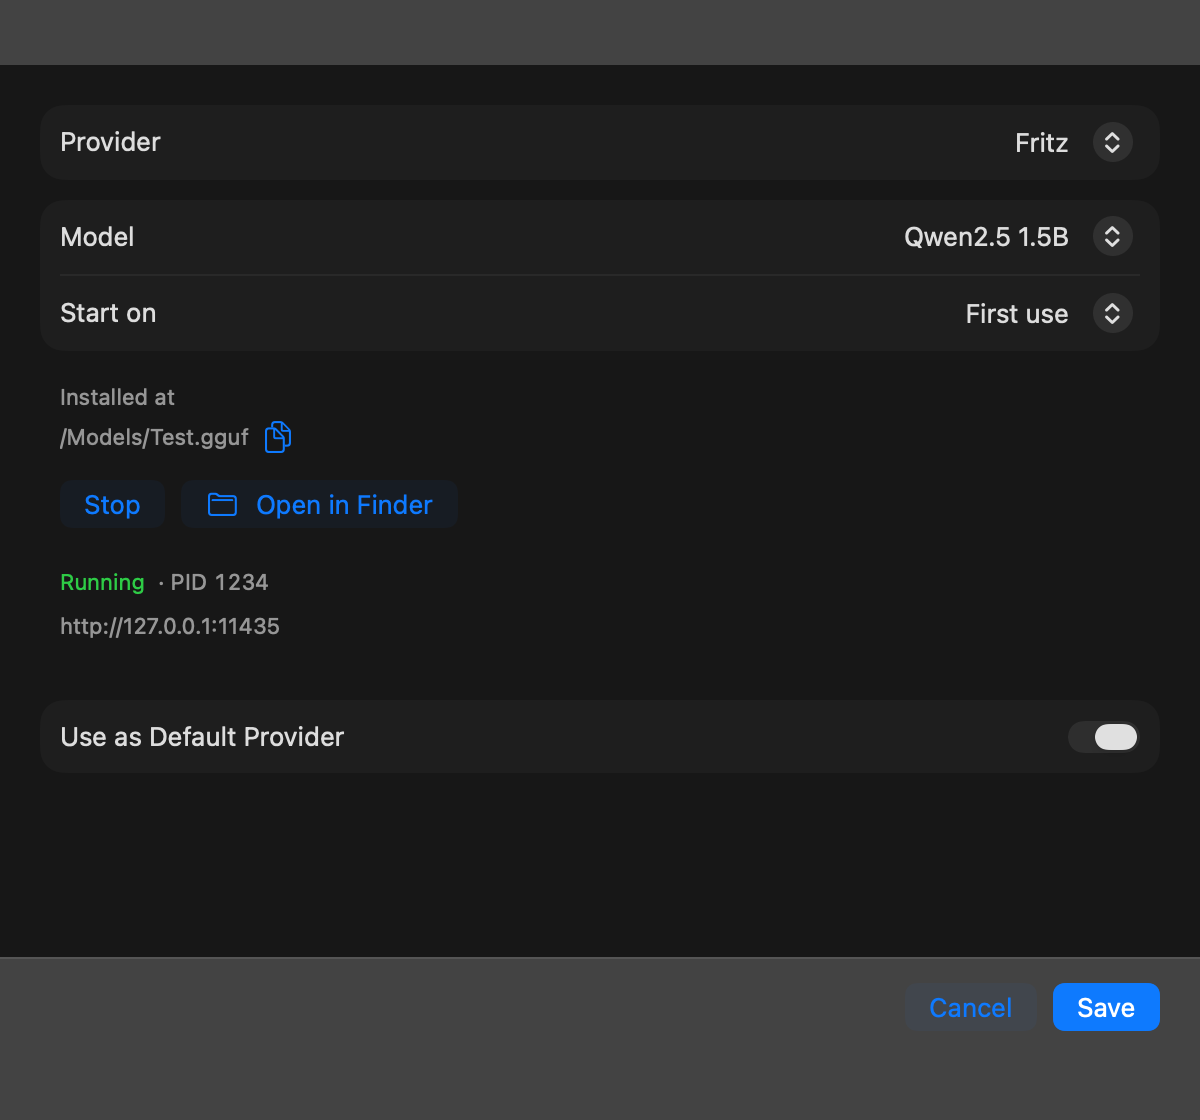 Provider Fritz
Model Qwen2.5 1.5B
Start on First use
Installed at
/Models/Test.gguf
Stop Open in Finder
Running · PID 1234
http://127.0.0.1:11435
Use as Default Provider
Cancel Save